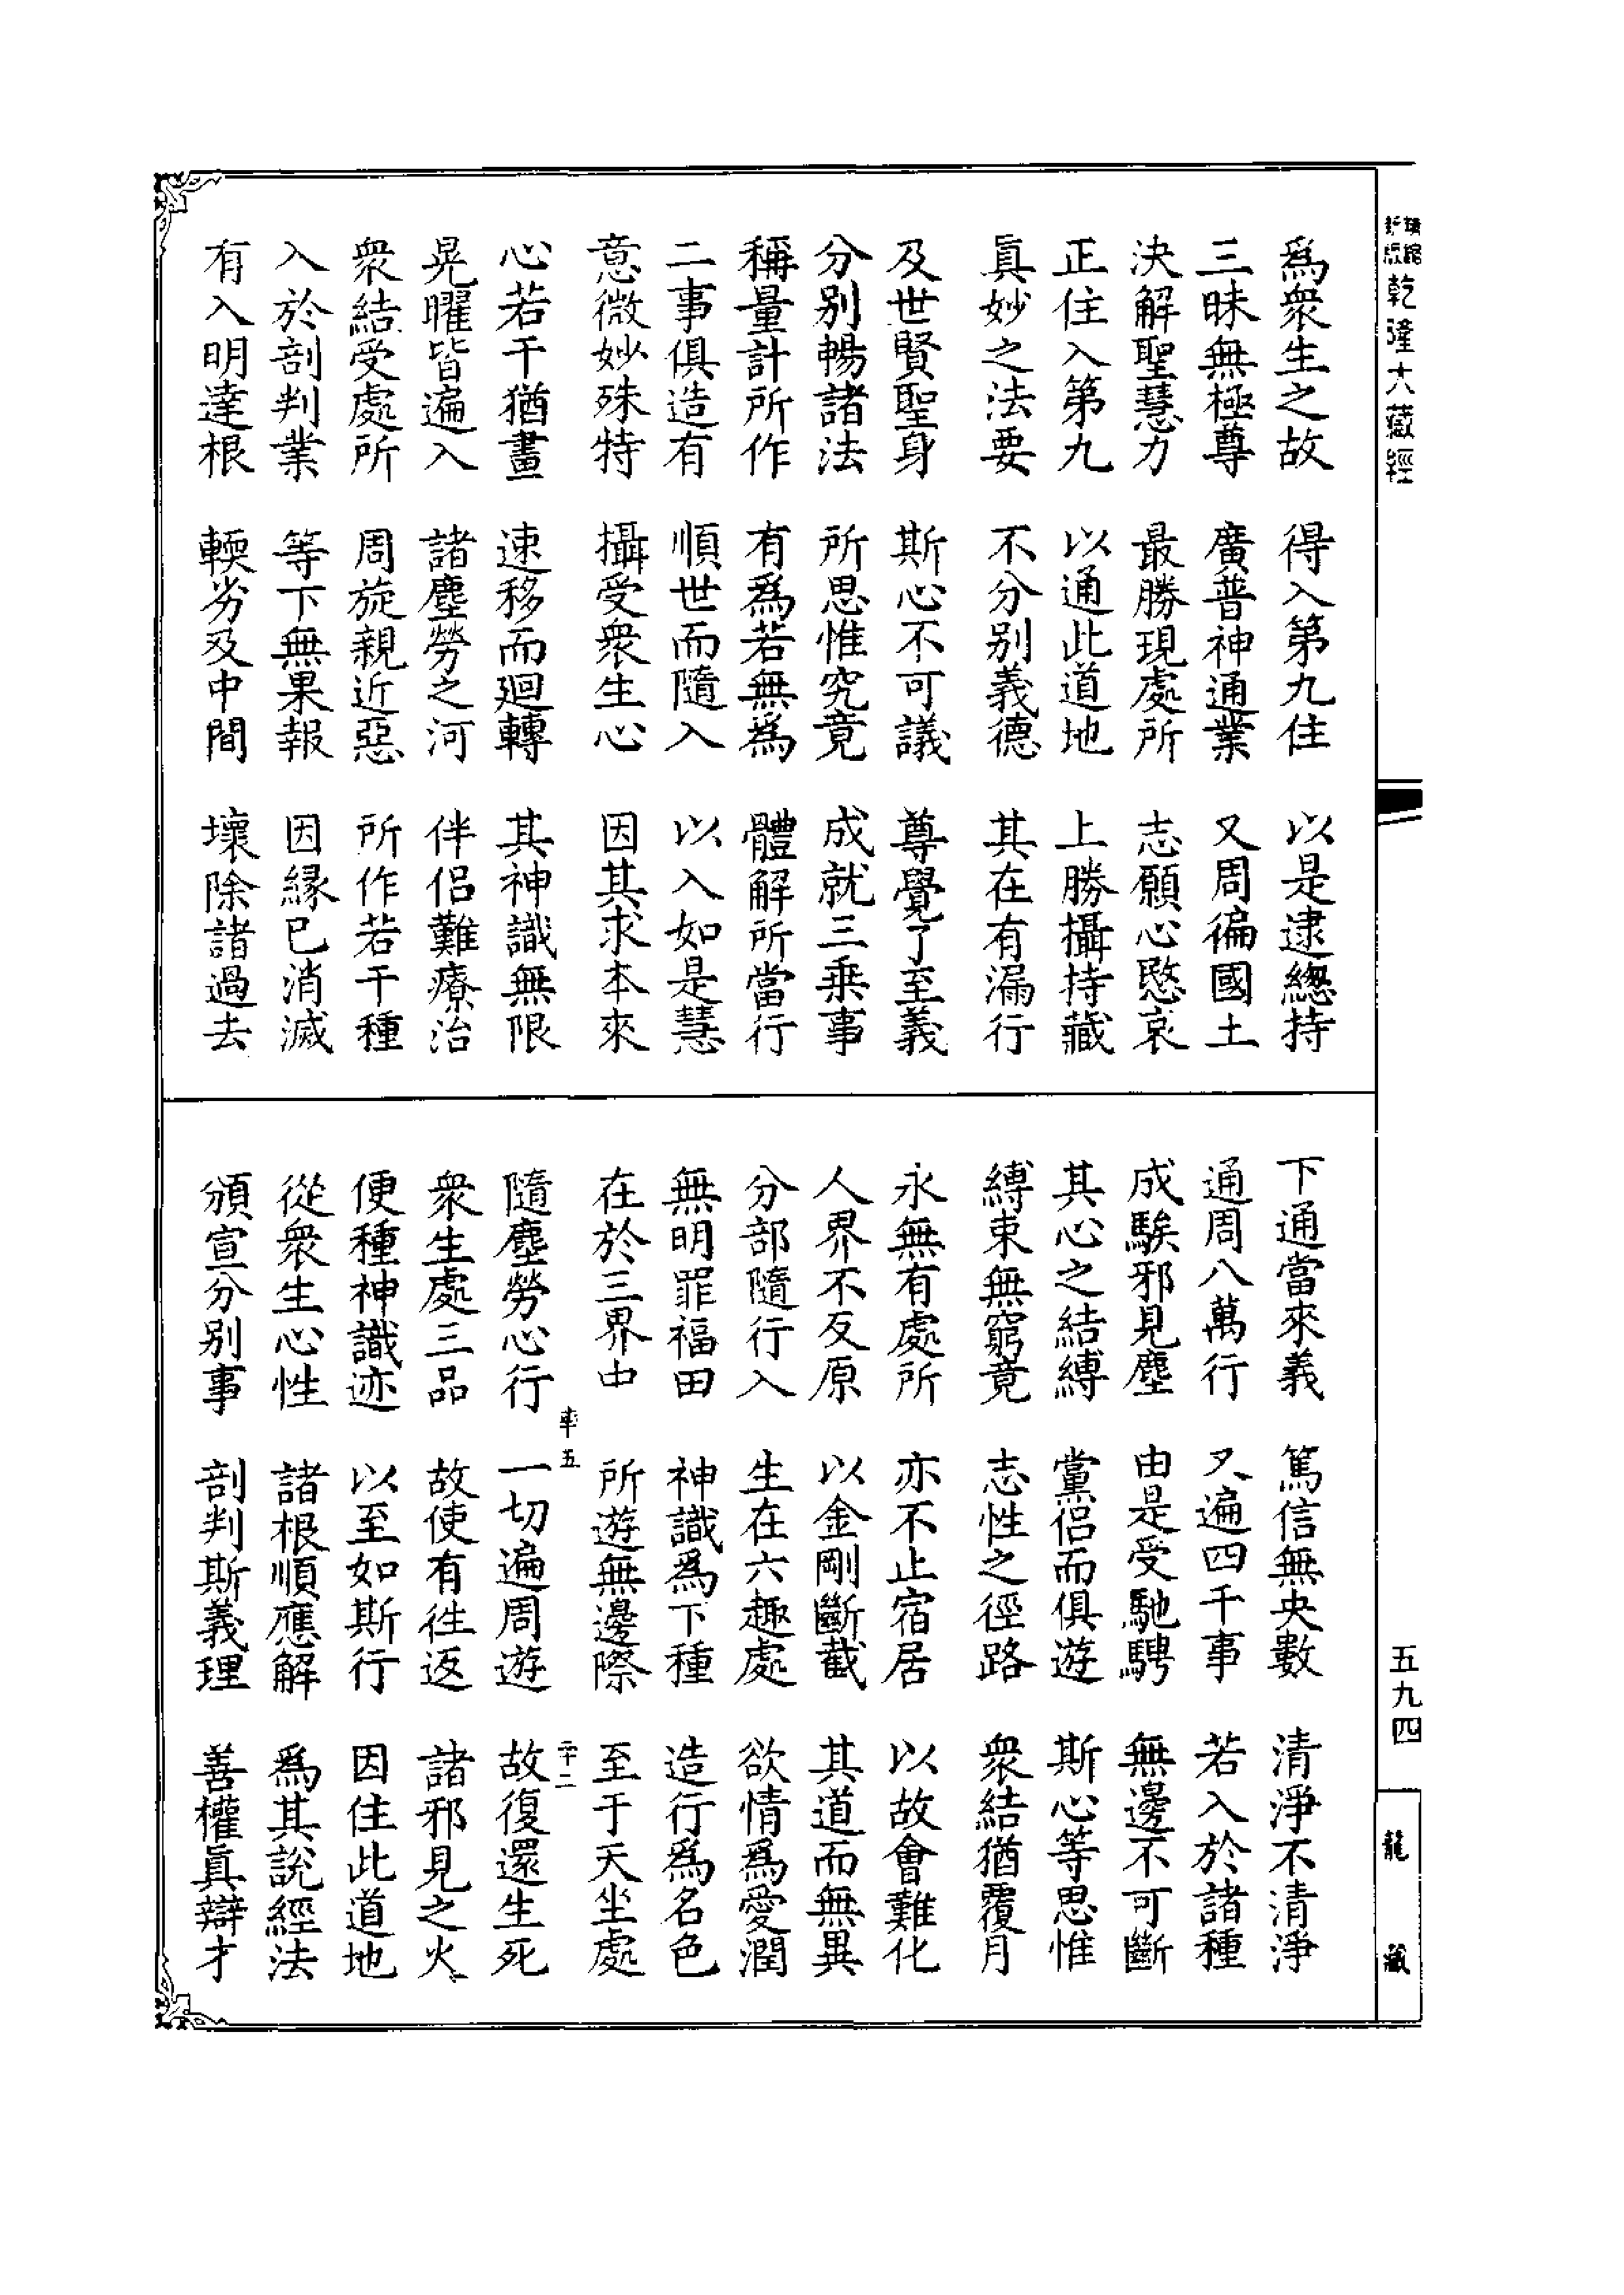 乾隆大藏經
爲衆生之故　得入第九住　以是逮緫持
三昧無極尊　廣普神通業　又周徧國土
決解聖慧力　最勝現處所　志願心愍哀
正住入第九　以通此道地　上勝攝持藏
眞妙之法要　不分别義德　其在有漏行
及世賢聖身　斯心不可議　尊覺了至義
分别暢諸法　所思惟究竟　成就三乗事
稱量計所作　有爲若無爲　體解所當行
二事俱造有　順世而隨入　以入如是慧
意微妙殊特　攝受衆生心　因其求本來
心若干猶畫　速移而廻轉　其神識無限
晃曜皆遍入　諸塵勞之河　伴侣難療治
衆結受處所　周旋親近惡　所作若干種
入於剖判業　等下無果報　因緣已消滅
有入明達根　輭劣及中間　壞除諸過去
下通當來義　篤信無央數　清淨不清淨
通周八萬行　又遍四千事　若入於諸種
成騃邪見塵　由是受馳騁　無邊不可斷
其心之結縛　黨侣而俱遊　斯心等思惟
縛束無窮竟　志性之徑路　衆結猶覆月
永無有處所　亦不止宿居　以故會難化
人界不反原　以金剛斷截　其道而無異
分部隨行入　生在六趣處　欲情爲愛潤
無明罪福田　神識爲下種　造行爲名色
在於三界中　所遊無邊際　至于天坐處
率五　二十二
隨塵勞心行　一切遍周遊　故復還生死
衆生處三品　故使有往返　諸邪見之火
便種神識迹　以至如斯行　因住此道地
從衆生心性　諸根順應解　爲其說經法
頒宣分别事　剖判斯義理　善權眞辯才
五九四
龍藏